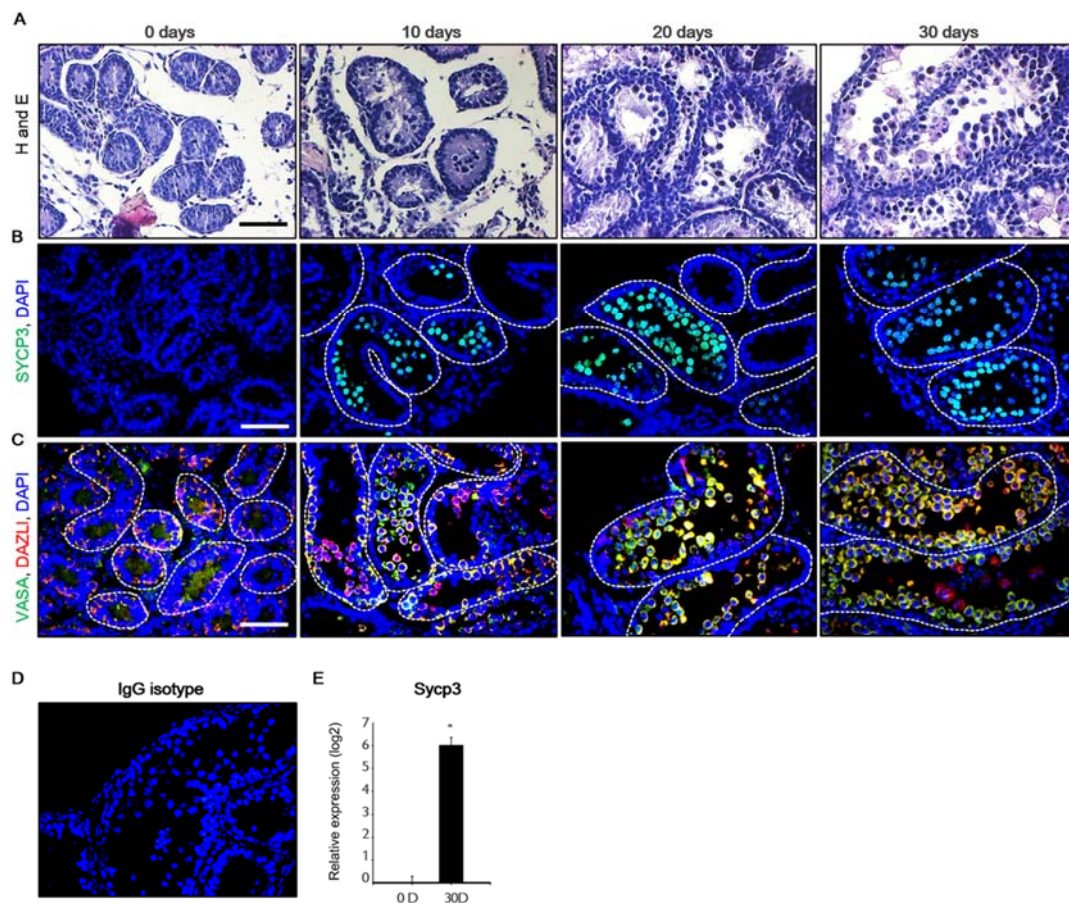 A
0 days 10 days 20 days 30 days
H and E
B
SYCP3, DAPI
C
VASA, DAZLI, DAPI
D
IgG isotype
E
Sycp3
Relative expression (log2)
7
6
5
4
3
2
1
0
*
0 D 30D